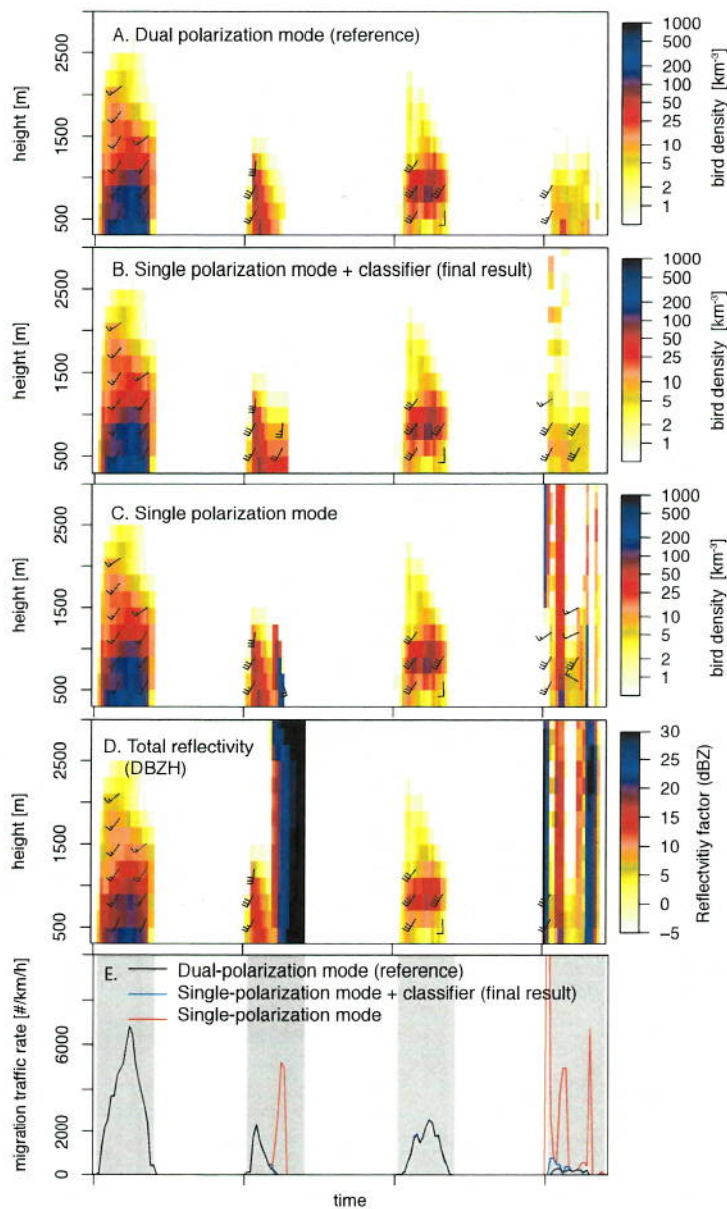 A. Dual polarization mode (reference)
height [m]
500
1500
2500
1000
500
200
100
50
25
10
5
2
1
bird density [km-3]
B. Single polarization mode + classifier (final result)
height [m]
500
1500
2500
1000
500
200
100
50
25
10
5
2
1
bird density [km-3]
C. Single polarization mode
height [m]
500
1500
2500
1000
500
200
100
50
25
10
5
2
1
bird density [km-3]
D. Total reflectivity
(DBZH)
height [m]
500
1500
2500
30
25
20
15
10
5
0
−5
Reflectvitiy factor (dBZ)
E.
Dual-polarization mode (reference)
Single-polarization mode + classifier (final result)
Single-polarization mode
migration traffic rate [#/km/h]
0
2000
6000
time